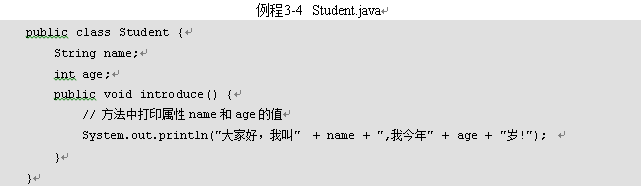 例程3-4 Student.java
public class Student {
String name;
int age;
public void introduce() {
// 方法中打印属性 name 和 age 的值
System.out.println("大家好，我叫" + name + ",我今年" + age + "岁!");
}
}